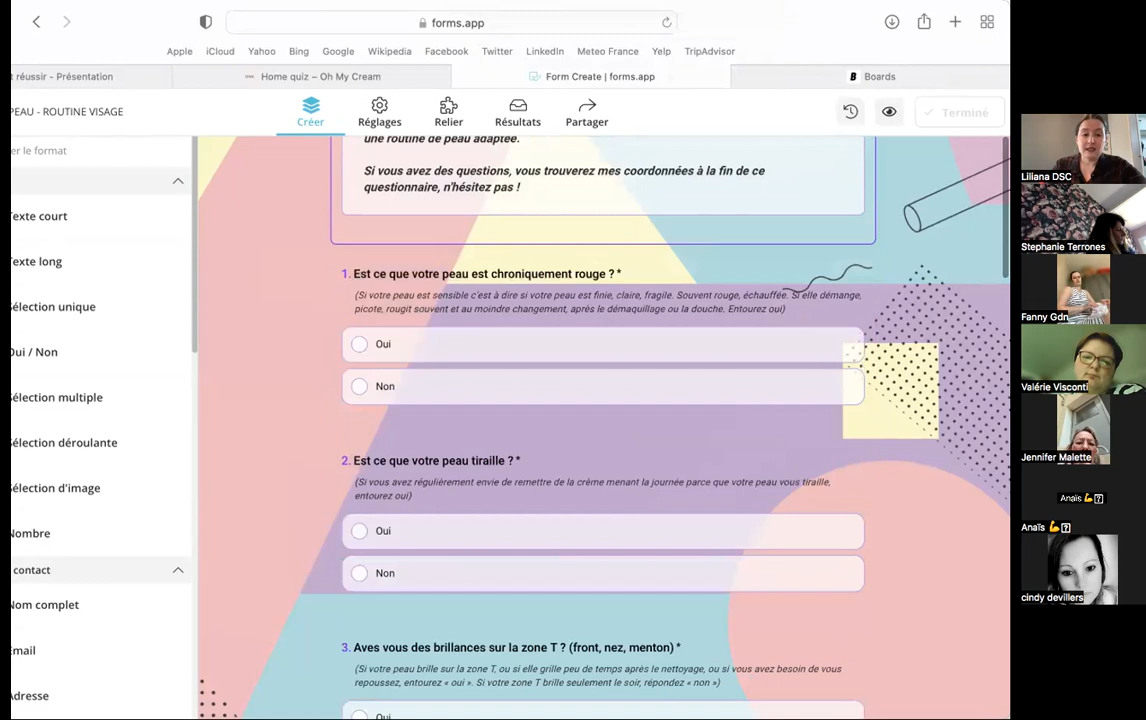 forms.app
Apple iCloud Yahoo Bing Google Wikipedia Facebook Twitter LinkedIn Meteo France Yelp TripAdvisor
t réussir - Présentation
Home quiz – Oh My Cream
Form Create | forms.app
B Boards
PEAU - ROUTINE VISAGE
Créer
Réglages
Relier
Résultats
Partager
Terminé
er le format
Texte court
Texte long
Sélection unique
Oui / Non
Sélection multiple
Sélection déroulante
Sélection d'image
Nombre
contact
Nom complet
Email
Adresse
une routine de peau adaptée.
Si vous avez des questions, vous trouverez mes coordonnées à la fin de ce
questionnaire, n'hésitez pas !
1. Est ce que votre peau est chroniquement rouge ? *
(Si votre peau est sensible c'est à dire si votre peau est finie, claire, fragile. Souvent rouge, échauffée. Si elle démange,
picote, rougit souvent et au moindre changement, après le démaquillage ou la douche. Entourez oui)
Oui
Non
2. Est ce que votre peau tiraille ? *
(Si vous avez régulièrement envie de remettre de la crème menant la journée parce que votre peau vous tiraille,
entourez oui)
Oui
Non
3. Aves vous des brillances sur la zone T ? (front, nez, menton) *
(Si votre peau brille sur la zone T, ou si elle grille peu de temps après le nettoyage, ou si vous avez besoin de vous
repoussez, entourez « oui ». Si votre zone T brille seulement le soir, répondez « non »)
Oui
Liliana DSC
Stephanie Terrones
Fanny Gdn
Valérie Visconti
Jennifer Malette
Anaïs 💪
Anaïs 💪
cindy devillers